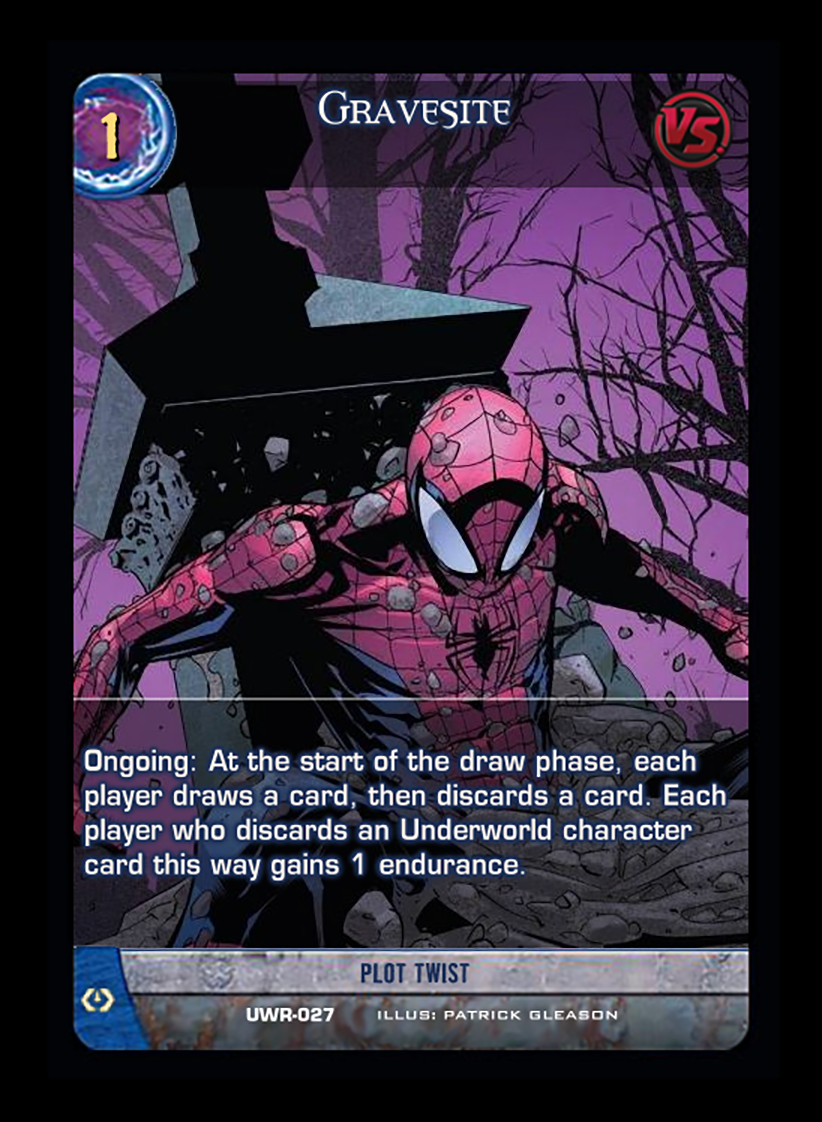 1
Gravesite
VS.
Ongoing: At the start of the draw phase, each
player draws a card, then discards a card. Each
player who discards an Underworld character
card this way gains 1 endurance.
PLOT TWIST
UWR-027 ILLUS: PATRICK GLEASON